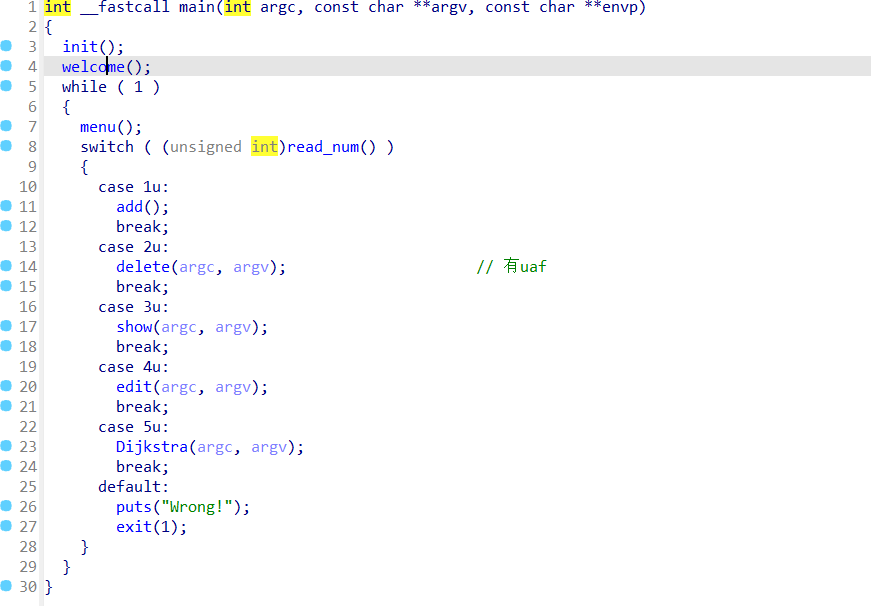 1 int __fastcall main(int argc, const char **argv, const char **envp)
2 {
3   init();
4   welcome();
5   while ( 1 )
6   {
7     menu();
8     switch ( (unsigned int)read_num() )
9     {
10       case 1u:
11         add();
12         break;
13       case 2u:
14         delete(argc, argv);                     // 有uaf
15         break;
16       case 3u:
17         show(argc, argv);
18         break;
19       case 4u:
20         edit(argc, argv);
21         break;
22       case 5u:
23         Dijkstra(argc, argv);
24         break;
25       default:
26         puts("Wrong!");
27         exit(1);
28     }
29   }
30 }